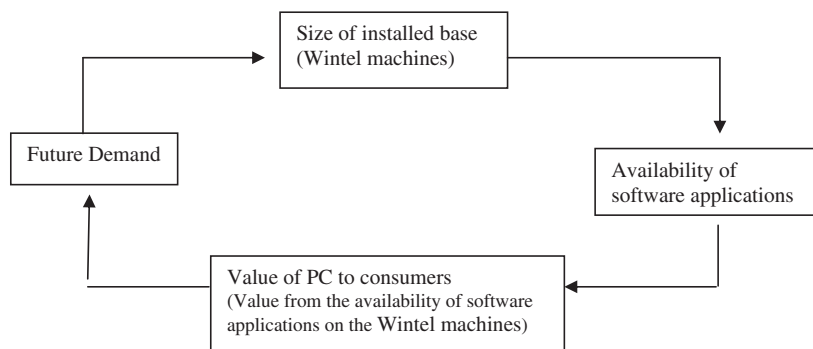 Size of installed base
(Wintel machines)
Future Demand
Availability of
software applications
Value of PC to consumers
(Value from the availability of software
applications on the Wintel machines)